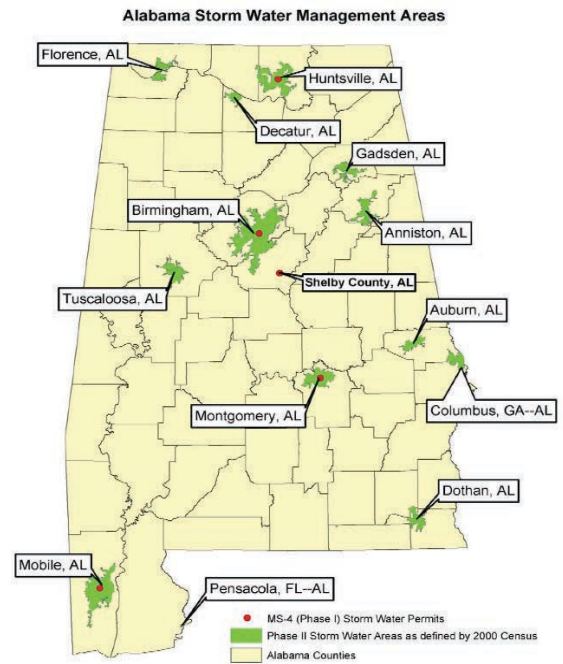 Alabama Storm Water Management Areas
Florence, AL
Huntsville, AL
Decatur, AL
Gadsden, AL
Birmingham, AL
Anniston, AL
Shelby County, AL
Tuscaloosa, AL
Auburn, AL
Montgomery, AL
Columbus, GA--AL
Dothan, AL
Mobile, AL
Pensacola, FL--AL
MS-4 (Phase I) Storm Water Permits
Phase II Storm Water Areas as defined by 2000 Census
Alabama Counties